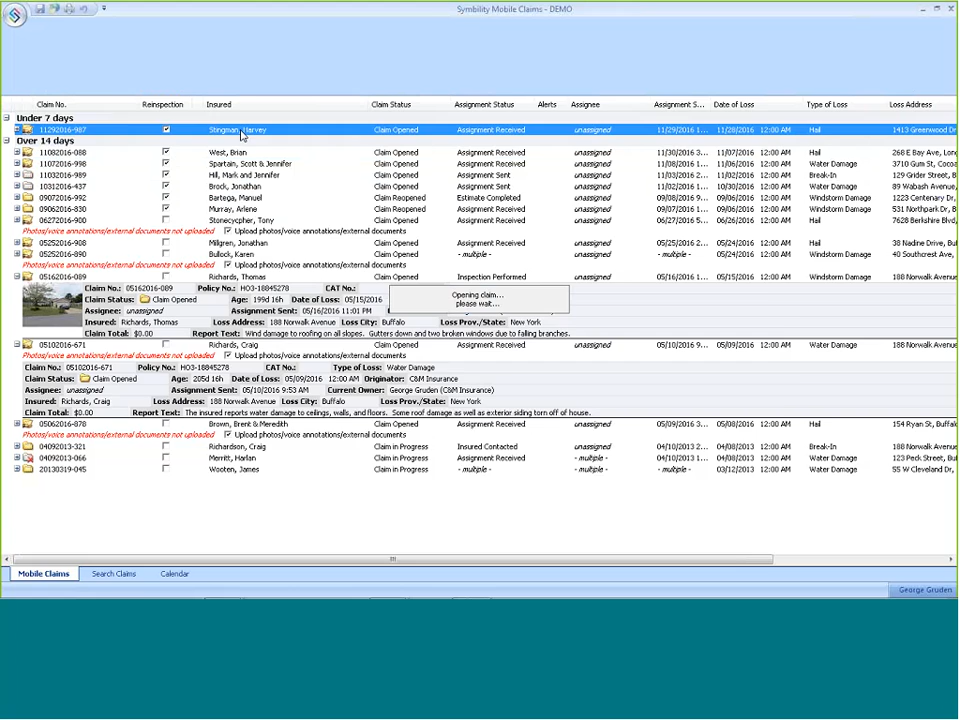 Symbility Mobile Claims - DEMO
Claim No. Reinspection Insured Claim Status Assignment Status Alerts Assignee Assignment S... Date of Loss Type of Loss Loss Address
Under 7 days
11292016-987 Stingman, Harvey Claim Opened Assignment Received unassigned 11/29/2016 1... 11/28/2016 12:00 AM Hail 1413 Greenwood Dr
Over 14 days
11082016-088 West, Brian Claim Opened Assignment Received unassigned 11/30/2016 3... 11/07/2016 12:00 AM Hail 268 E Bay Ave, Lon
11072016-998 Spartain, Scott & Jennifer Claim Opened Assignment Received unassigned 11/08/2016 2... 11/06/2016 12:00 AM Water Damage 3710 Gum St, Cocoa
11032016-989 Hill, Mark and Jennifer Claim Opened Assignment Sent unassigned 11/03/2016 1... 11/02/2016 12:00 AM Break-In 129 Grider Street,
10312016-437 Brock, Jonathan Claim Opened Assignment Sent unassigned 11/02/2016 1... 10/30/2016 12:00 AM Water Damage 89 Wabash Avenue,
09072016-992 Bartega, Manuel Claim Reopened Estimate Completed unassigned 09/08/2016 9... 09/06/2016 12:00 AM Windstorm Damage 1223 Centenary Dr,
09062016-830 Murray, Arlene Claim Reopened Assignment Received unassigned 09/07/2016 9... 09/06/2016 12:00 AM Windstorm Damage 531 Northpark Dr,
06272016-900 Stonecypher, Tony Claim Opened Assignment Received unassigned 06/27/2016 5... 06/26/2016 12:00 AM Hail 7628 Berkshire Blvd,
Photos/voice annotations/external documents not uploaded Upload photos/voice annotations/external documents
05252016-908 Millgren, Jonathan Claim Opened Assignment Received unassigned 05/25/2016 2... 05/24/2016 12:00 AM Hail 38 Nadine Drive,
05252016-890 Bullock, Karen Claim Opened - multiple - unassigned - multiple - 05/24/2016 12:00 AM Windstorm Damage 40 Southcrest Ave,
Photos/voice annotations/external documents not uploaded Upload photos/voice annotations/external documents
05162016-089 Richards, Thomas Claim Opened Inspection Performed unassigned 05/16/2016 1... 05/15/2016 12:00 AM Windstorm Damage 188 Norwalk Avenue
Claim No.: 05162016-089 Policy No.: HO3-18845278 CAT No.:
Opening claim...
please wait...
Claim Status: Claim Opened Age: 199d 16h Date of Loss: 05/15/2016
Assignee: unassigned Assignment Sent: 05/16/2016 11:01 PM
Insured: Richards, Thomas Loss Address: 188 Norwalk Avenue Loss City: Buffalo Loss Prov./State: New York
Claim Total: $0.00 Report Text: Wind damage to roofing on all slopes. Gutters down and two broken windows due to falling branches.
05102016-671 Richards, Craig Claim Opened Assignment Received unassigned 05/10/2016 9... 05/09/2016 12:00 AM Water Damage 188 Norwalk Avenue
Photos/voice annotations/external documents not uploaded Upload photos/voice annotations/external documents
Claim No.: 05102016-671 Policy No.: HO3-18845278 CAT No.: Type of Loss: Water Damage
Claim Status: Claim Opened Age: 205d 16h Date of Loss: 05/09/2016 12:00 AM Originator: C&M Insurance
Assignee: unassigned Assignment Sent: 05/10/2016 9:53 AM Current Owner: George Gruden (C&M Insurance)
Insured: Richards, Craig Loss Address: 188 Norwalk Avenue Loss City: Buffalo Loss Prov./State: New York
Claim Total: $0.00 Report Text: The insured reports water damage to ceilings, walls, and floors. Some roof damage as well as exterior siding torn off of house.
05062016-878 Brown, Brent & Meredith Claim Opened Assignment Received unassigned 05/09/2016 3... 05/08/2016 12:00 AM Hail 154 Ryan St, Buffalo
Photos/voice annotations/external documents not uploaded Upload photos/voice annotations/external documents
04092013-321 Richardson, Craig Claim in Progress Insured Contacted unassigned 04/10/2013 2... 04/08/2013 12:00 AM Break-In 188 Norwalk Avenue
04092013-066 Merritt, Harlan Claim in Progress Assignment Received - multiple - 04/10/2013 1... 04/08/2013 12:00 AM Water Damage 123 Peck Street, Buf
20130319-045 Wooten, James Claim in Progress - multiple - - multiple - - multiple - 03/12/2013 12:00 AM Water Damage 55 W Cleveland Dr,
Mobile Claims Search Claims Calendar
George Gruden